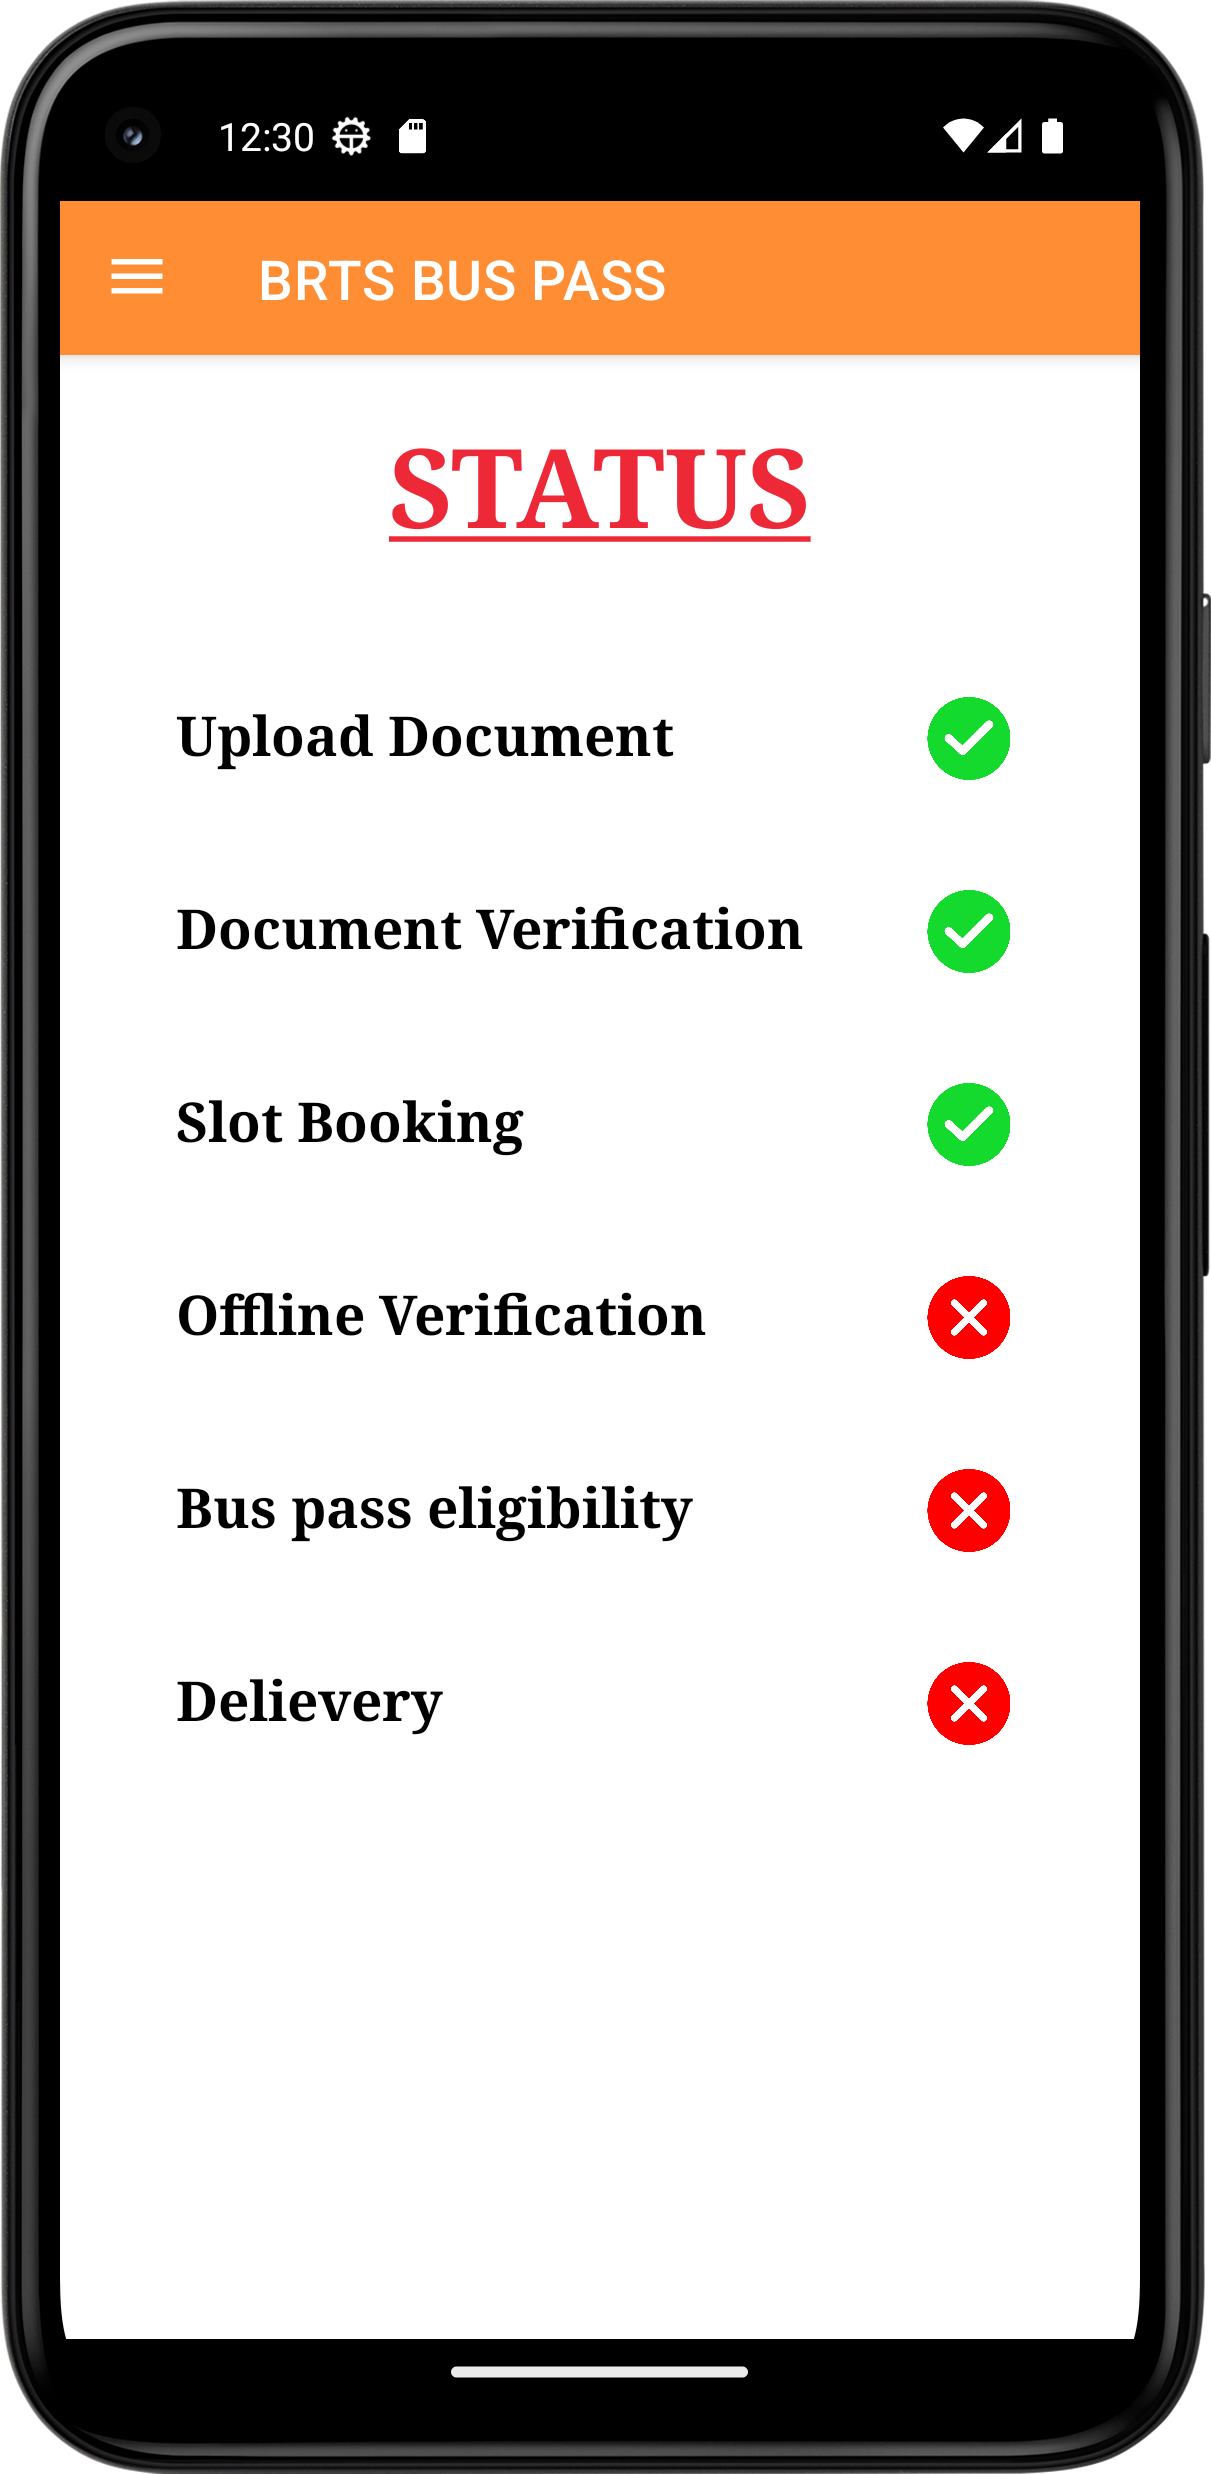 12:30
BRTS BUS PASS
STATUS
Upload Document
Document Verification
Slot Booking
Offline Verification
Bus pass eligibility
Delievery